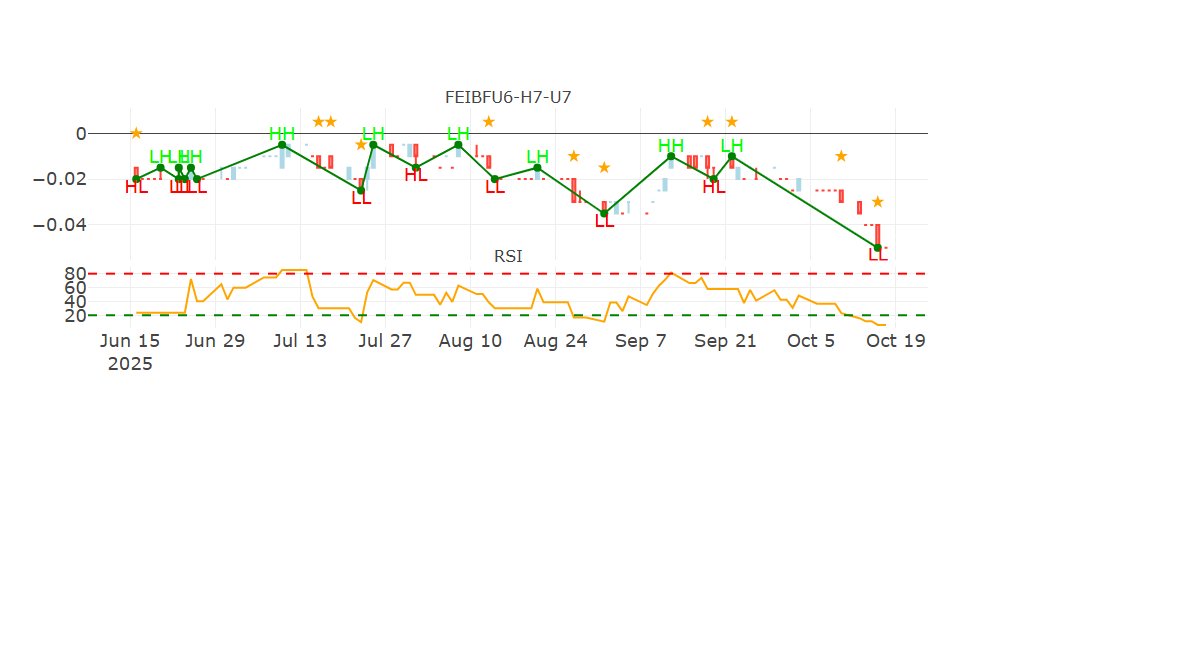 FEIBFU6-H7-U7
0
−0.02
−0.04
HH LH LH HH LH
LH LH LH LH
HL LL LL LL HL LL HL
LL
LL
RSI
80
60
40
20
Jun 15 Jun 29 Jul 13 Jul 27 Aug 10 Aug 24 Sep 7 Sep 21 Oct 5 Oct 19
2025